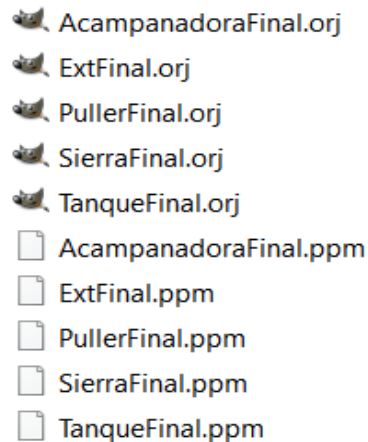 AcampanadoraFinal.orj
ExtFinal.orj
PullerFinal.orj
SierraFinal.orj
TanqueFinal.orj
AcampanadoraFinal.ppm
ExtFinal.ppm
PullerFinal.ppm
SierraFinal.ppm
TanqueFinal.ppm